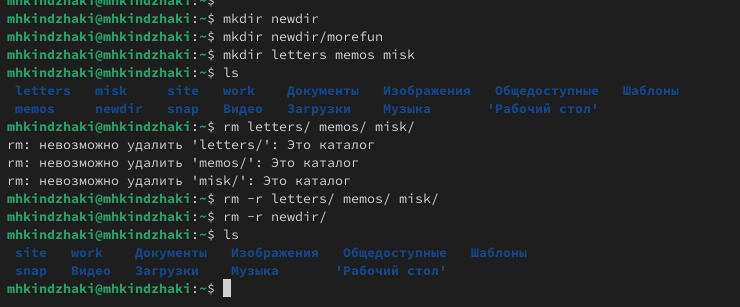 mhkindzhaki@mhkindzhaki:~$
mhkindzhaki@mhkindzhaki:~$ mkdir newdir
mhkindzhaki@mhkindzhaki:~$ mkdir newdir/morefun
mhkindzhaki@mhkindzhaki:~$ mkdir letters memos misk
mhkindzhaki@mhkindzhaki:~$ ls
letters misk site work Документы Изображения Общедоступные Шаблоны
memos newdir snap Видео Загрузки Музыка 'Рабочий стол'
mhkindzhaki@mhkindzhaki:~$ rm letters/ memos/ misk/
rm: невозможно удалить 'letters/': Это каталог
rm: невозможно удалить 'memos/': Это каталог
rm: невозможно удалить 'misk/': Это каталог
mhkindzhaki@mhkindzhaki:~$ rm -r letters/ memos/ misk/
mhkindzhaki@mhkindzhaki:~$ rm -r newdir/
mhkindzhaki@mhkindzhaki:~$ ls
site work Документы Изображения Общедоступные Шаблоны
snap Видео Загрузки Музыка 'Рабочий стол'
mhkindzhaki@mhkindzhaki:~$